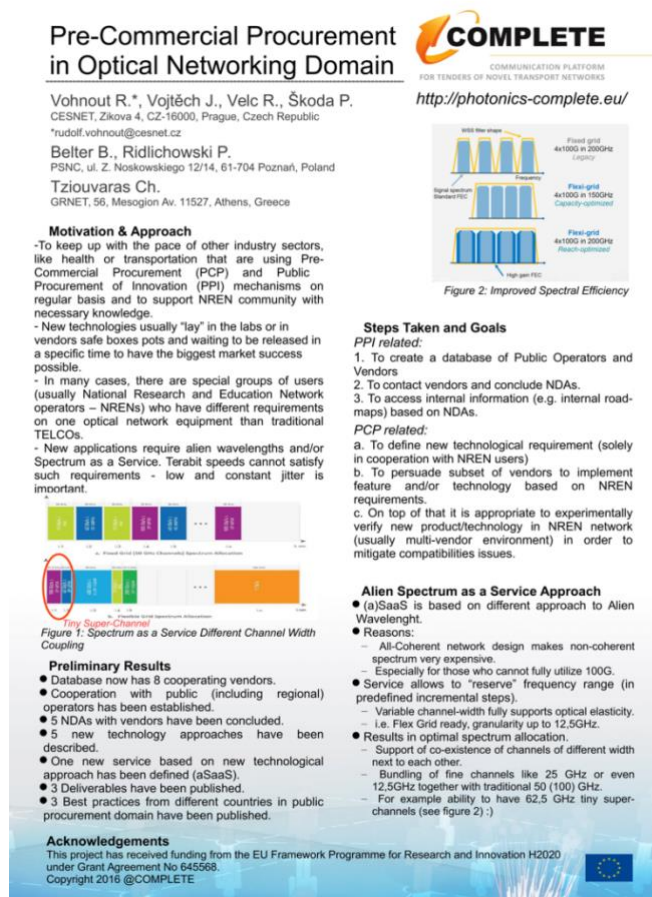 Pre-Commercial Procurement
in Optical Networking Domain
COMPLETE
COMMUNICATION PLATFORM
FOR TENDERS OF NOVEL TRANSPORT NETWORKS
Vohnout R.*, Vojtěch J., Velc R., Škoda P.
CESNET, Zikova 4, CZ-16000, Prague, Czech Republic
*rudolf.vohnout@cesnet.cz
Belter B., Ridlichowski P.
PSNC, ul. Z. Noskowskiego 12/14, 61-704 Poznań, Poland
Tziouvaras Ch.
GRNET, 56, Mesogion Av. 11527, Athens, Greece
http://photonics-complete.eu/
Motivation & Approach
-To keep up with the pace of other industry sectors,
like health or transportation that are using Pre-
Commercial Procurement (PCP) and Public
Procurement of Innovation (PPI) mechanisms on
regular basis and to support NREN community with
necessary knowledge.
- New technologies usually "lay" in the labs or in
vendors safe boxes pots and waiting to be released in
a specific time to have the biggest market success
possible.
- In many cases, there are special groups of users
(usually National Research and Education Network
operators – NRENs) who have different requirements
on one optical network equipment than traditional
TELCOs.
- New applications require alien wavelengths and/or
Spectrum as a Service. Terabit speeds cannot satisfy
such requirements - low and constant jitter is
important.
a. Fixed Grid (50 GHz Channels) Spectrum Allocation
b. Flexible Grid Spectrum Allocation
Tiny Super-Channel
Figure 1: Spectrum as a Service Different Channel Width
Coupling
Preliminary Results
● Database now has 8 cooperating vendors.
● Cooperation with public (including regional)
operators has been established.
● 5 NDAs with vendors have been concluded.
● 5 new technology approaches have been
described.
● One new service based on new technological
approach has been defined (aSaaS).
● 3 Deliverables have been published.
● 3 Best practices from different countries in public
procurement domain have been published.
WSS filter shape
Frequency
Signal spectrum
Standard FEC
High gain FEC
Fixed grid
4x100G in 200GHz
Legacy
Flexi-grid
4x100G in 150GHz
Capacity-optimized
Flexi-grid
4x100G in 200GHz
Reach-optimized
Figure 2: Improved Spectral Efficiency
Steps Taken and Goals
PPI related:
1. To create a database of Public Operators and
Vendors
2. To contact vendors and conclude NDAs.
3. To access internal information (e.g. internal road-
maps) based on NDAs.
PCP related:
a. To define new technological requirement (solely
in cooperation with NREN users)
b. To persuade subset of vendors to implement
feature and/or technology based on NREN
requirements.
c. On top of that it is appropriate to experimentally
verify new product/technology in NREN network
(usually multi-vendor environment) in order to
mitigate compatibilities issues.
Alien Spectrum as a Service Approach
● (a)SaaS is based on different approach to Alien
Wavelenght.
● Reasons:
– All-Coherent network design makes non-coherent
spectrum very expensive.
– Especially for those who cannot fully utilize 100G.
● Service allows to "reserve" frequency range (in
predefined incremental steps).
– Variable channel-width fully supports optical elasticity.
– i.e. Flex Grid ready, granularity up to 12,5GHz.
● Results in optimal spectrum allocation.
– Support of co-existence of channels of different width
next to each other.
– Bundling of fine channels like 25 GHz or even
12,5GHz together with traditional 50 (100) GHz.
– For example ability to have 62,5 GHz tiny super-
channels (see figure 2) :)
Acknowledgements
This project has received funding from the EU Framework Programme for Research and Innovation H2020
under Grant Agreement No 645568.
Copyright 2016 @COMPLETE